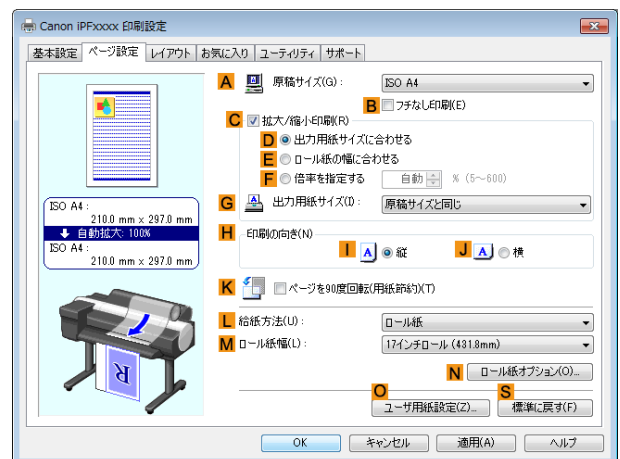 Canon iPFxxxx 印刷設定
基本設定 ページ設定 レイアウト お気に入り ユーティリティ サポート
A 原稿サイズ(G) : ISO A4
B フチなし印刷(E)
C 拡大/縮小印刷(R)
D 出力用紙サイズに合わせる
E ロール紙の幅に合わせる
F 倍率を指定する 自動 % (5～600)
G 出力用紙サイズ(I) : 原稿サイズと同じ
ISO A4 :
210.0 mm x 297.0 mm
自動拡大: 100%
ISO A4 :
210.0 mm x 297.0 mm
H 印刷の向き(N)
I A 縦 J A 横
K ページを90度回転(用紙節約)(T)
L 給紙方法(U) : ロール紙
M ロール紙幅(L) : 17インチロール (431.8mm)
N ロール紙オプション(O)...
R
O S
ユーザ用紙設定(Z)... 標準に戻す(F)
OK キャンセル 適用(A) ヘルプ